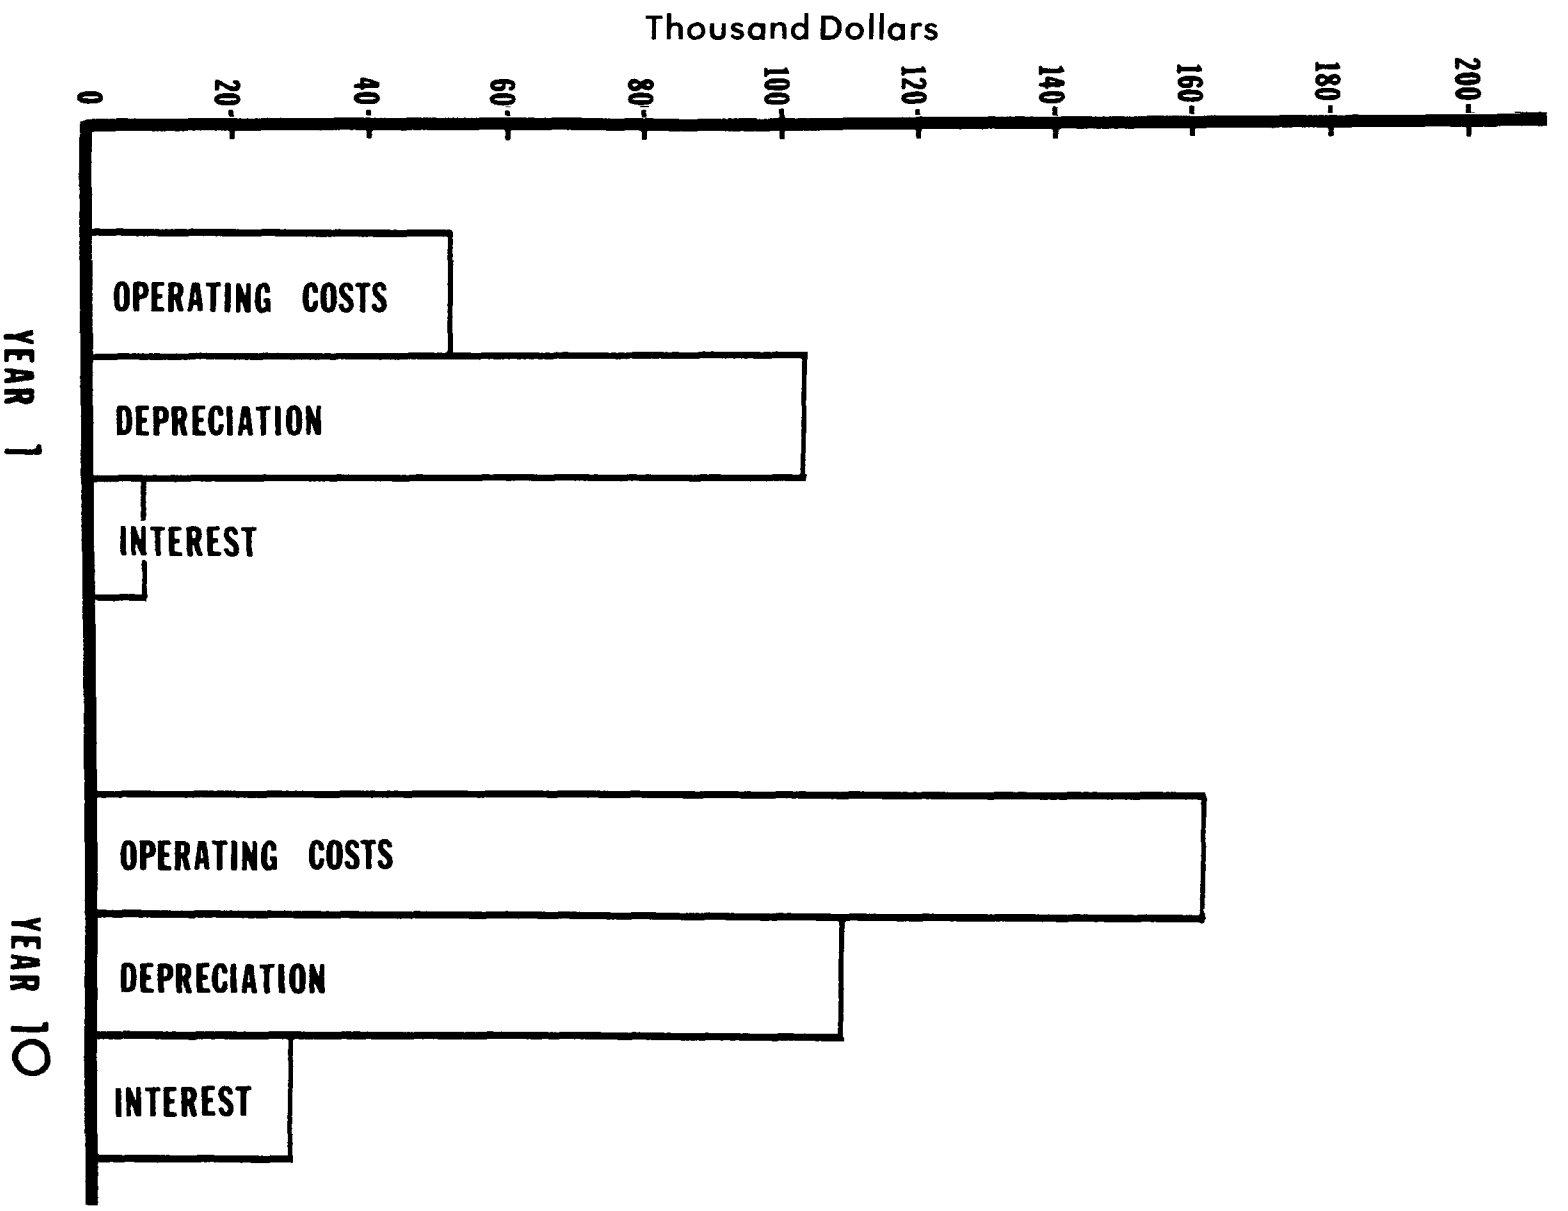 Thousand Dollars
0 20 40 60 80 100 120 140 160 180 200
YEAR 1
OPERATING COSTS
DEPRECIATION
INTEREST
YEAR 10
OPERATING COSTS
DEPRECIATION
INTEREST